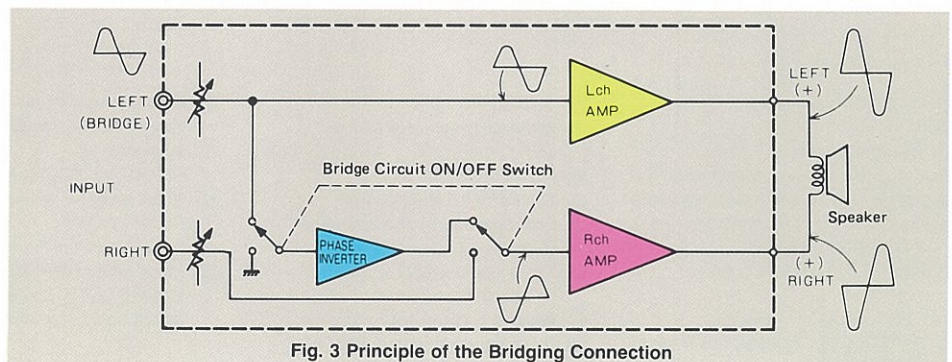 LEFT
(BRIDGE)
INPUT
RIGHT
Bridge Circuit ON/OFF Switch
PHASE
INVERTER
Lch
AMP
Rch
AMP
LEFT
(+)
Speaker
(+)
RIGHT
Fig. 3 Principle of the Bridging Connection